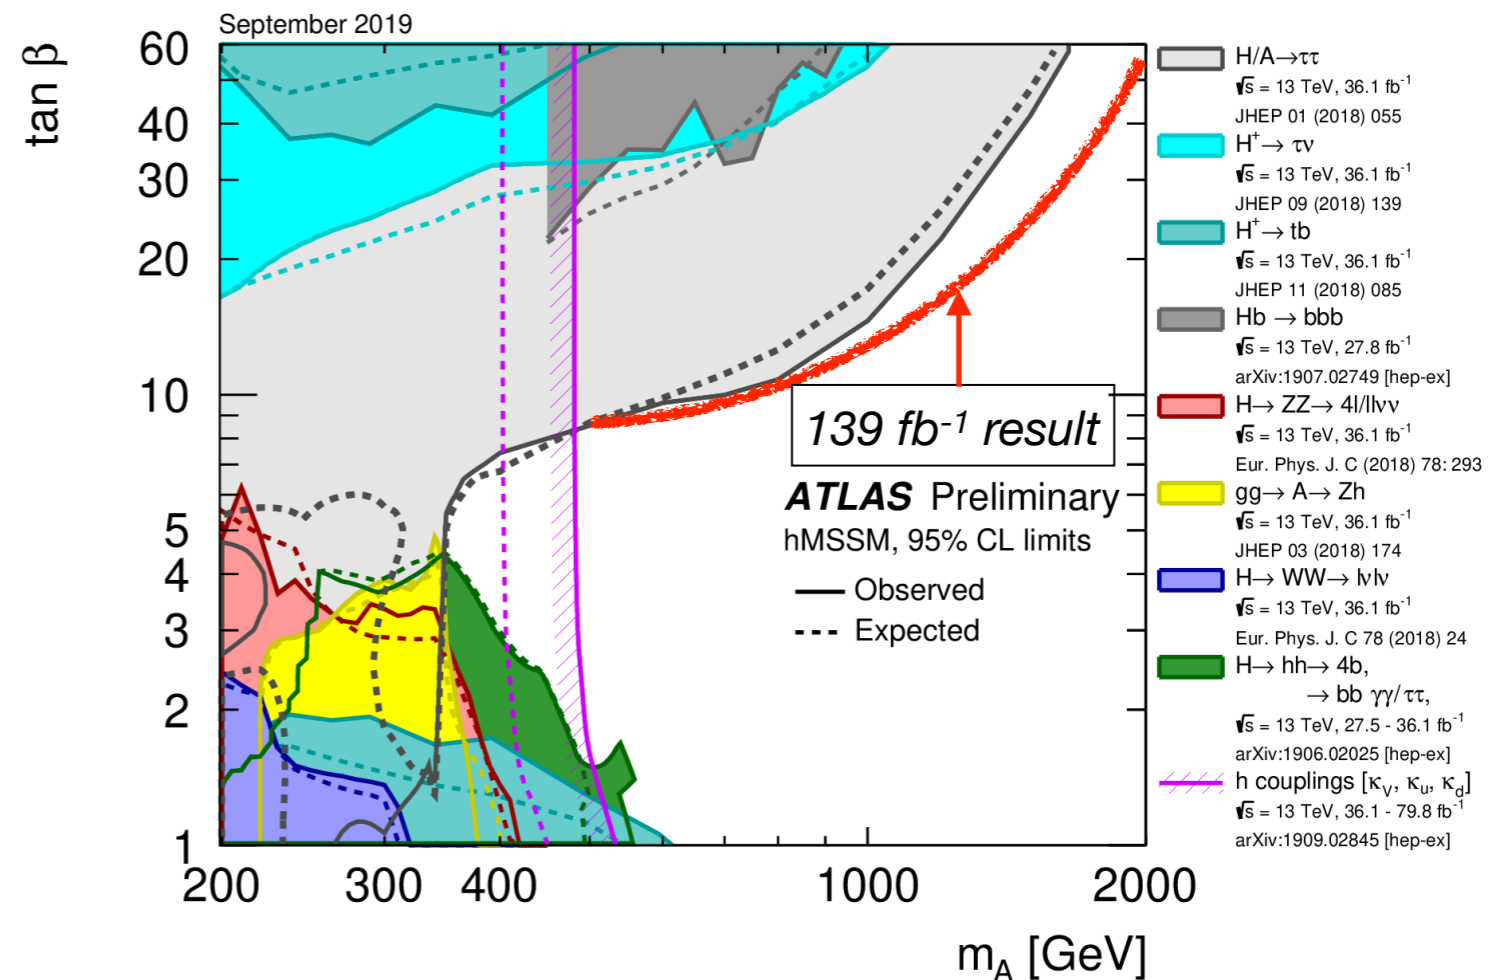 September 2019
tan β
60
40
30
20
10
5
4
3
2
1
200
300
400
1000
2000
m_A [GeV]
139 fb⁻¹ result
ATLAS Preliminary
hMSSM, 95% CL limits
Observed
Expected
H/A→ττ
√s = 13 TeV, 36.1 fb⁻¹
JHEP 01 (2018) 055
H⁺→ τν
√s = 13 TeV, 36.1 fb⁻¹
JHEP 09 (2018) 139
H⁺→ tb
√s = 13 TeV, 36.1 fb⁻¹
JHEP 11 (2018) 085
Hb → bbb
√s = 13 TeV, 27.8 fb⁻¹
arXiv:1907.02749 [hep-ex]
H→ ZZ→ 4l/llνν
√s = 13 TeV, 36.1 fb⁻¹
Eur. Phys. J. C (2018) 78: 293
gg→ A→ Zh
√s = 13 TeV, 36.1 fb⁻¹
JHEP 03 (2018) 174
H→ WW→ lνlν
√s = 13 TeV, 36.1 fb⁻¹
Eur. Phys. J. C 78 (2018) 24
H→ hh→ 4b,
→ bb γγ/ττ,
√s = 13 TeV, 27.5 - 36.1 fb⁻¹
arXiv:1906.02025 [hep-ex]
h couplings [κ_V, κ_u, κ_d]
√s = 13 TeV, 36.1 - 79.8 fb⁻¹
arXiv:1909.02845 [hep-ex]